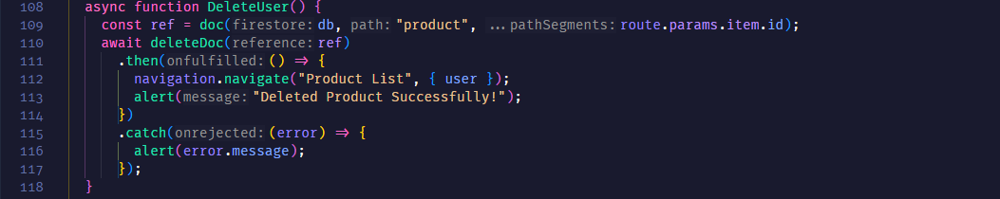 108 async function DeleteUser() {
109 const ref = doc(firestore: db, path: "product", ...pathSegments: route.params.item.id);
110 await deleteDoc(reference: ref)
111 .then(onfulfilled: () => {
112 navigation.navigate("Product List", { user });
113 alert(message: "Deleted Product Successfully!");
114 })
115 .catch(onrejected: (error) => {
116 alert(error.message);
117 });
118 }